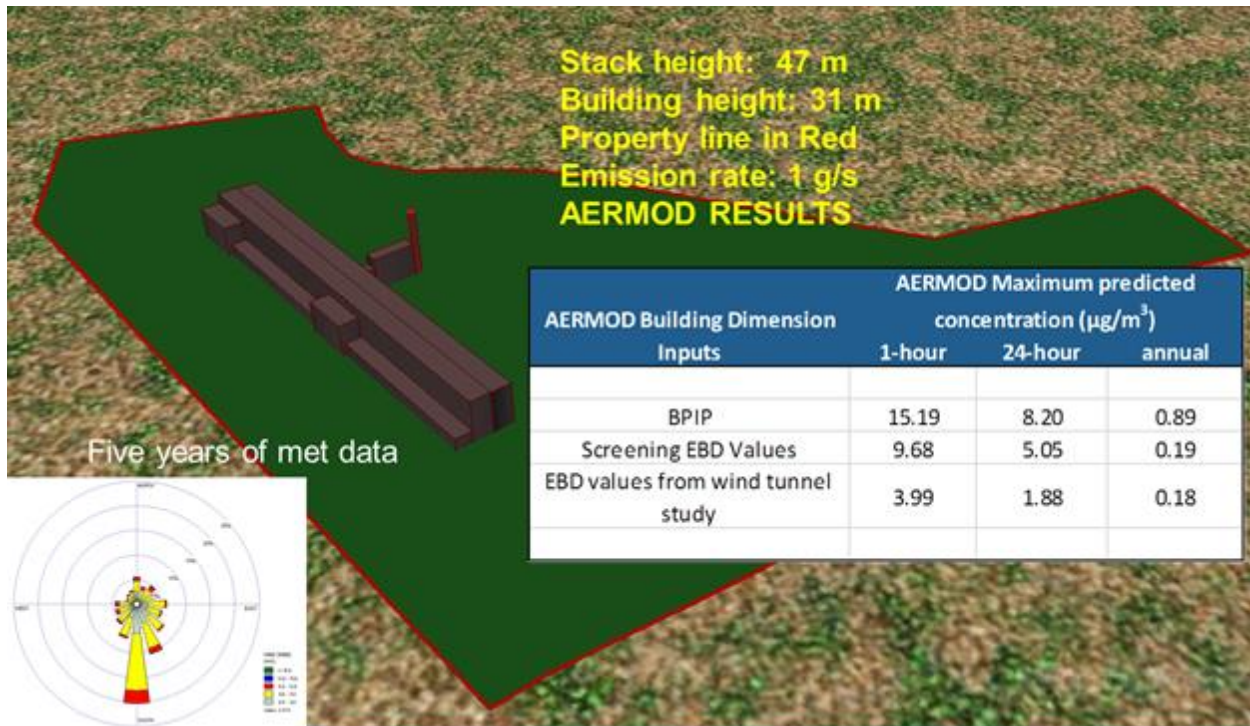 Stack height: 47 m
Building height: 31 m
Property line in Red
Emission rate: 1 g/s
AERMOD RESULTS
AERMOD Building Dimension
Inputs
AERMOD Maximum predicted
concentration (µg/m³)
1-hour 24-hour annual
BPIP 15.19 8.20 0.89
Screening EBD Values 9.68 5.05 0.19
EBD values from wind tunnel
study 3.99 1.88 0.18
Five years of met data